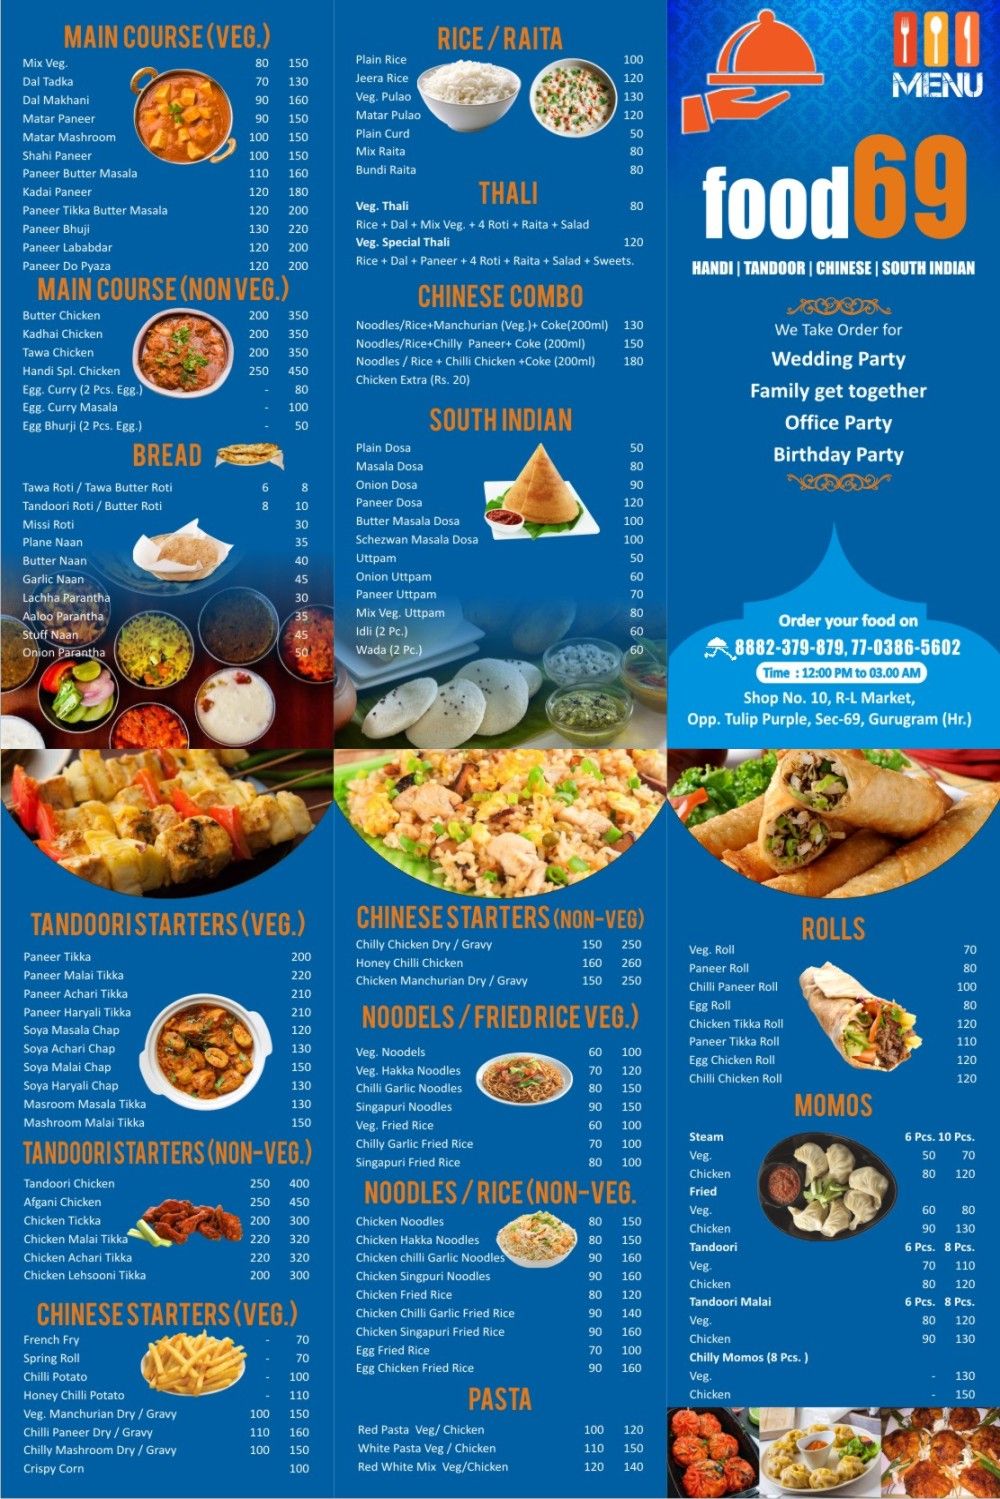 MAIN COURSE (VEG.)
Mix Veg. 80 150
Dal Tadka 70 130
Dal Makhani 90 160
Matar Paneer 90 150
Matar Mashroom 100 150
Shahi Paneer 100 150
Paneer Butter Masala 110 160
Kadai Paneer 120 180
Paneer Tikka Butter Masala 120 200
Paneer Bhuji 130 220
Paneer Lababdar 120 200
Paneer Do Pyaza 120 200
MAIN COURSE (NON VEG.)
Butter Chicken 200 350
Kadhai Chicken 200 350
Tawa Chicken 200 350
Handi Spl. Chicken 250 450
Egg. Curry (2 Pcs. Egg.) - 80
Egg. Curry Masala - 100
Egg Bhurji (2 Pcs. Egg.) - 50
BREAD
Tawa Roti / Tawa Butter Roti 6 8
Tandoori Roti / Butter Roti 8 10
Missi Roti 30
Plane Naan 35
Butter Naan 40
Garlic Naan 45
Lachha Parantha 30
Aaloo Parantha 35
Stuff Naan 45
Onion Parantha 50
RICE / RAITA
Plain Rice 100
Jeera Rice 120
Veg. Pulao 130
Matar Pulao 120
Plain Curd 50
Mix Raita 80
Bundi Raita 80
THALI
Veg. Thali 80
Rice + Dal + Mix Veg. + 4 Roti + Raita + Salad
Veg. Special Thali 120
Rice + Dal + Paneer + 4 Roti + Raita + Salad + Sweets.
CHINESE COMBO
Noodles/Rice+Manchurian (Veg.)+ Coke(200ml) 130
Noodles/Rice+Chilly Paneer+ Coke (200ml) 150
Noodles / Rice + Chilli Chicken +Coke (200ml) 180
Chicken Extra (Rs. 20)
SOUTH INDIAN
Plain Dosa 50
Masala Dosa 80
Onion Dosa 90
Paneer Dosa 120
Butter Masala Dosa 100
Schezwan Masala Dosa 100
Uttpam 50
Onion Uttpam 60
Paneer Uttpam 70
Mix Veg. Uttpam 80
Idli (2 Pc.) 60
Wada (2 Pc.) 60
MENU
food69
HANDI | TANDOOR | CHINESE | SOUTH INDIAN
We Take Order for
Wedding Party
Family get together
Office Party
Birthday Party
Order your food on
8882-379-879, 77-0386-5602
Time : 12:00 PM to 03.00 AM
Shop No. 10, R-L Market,
Opp. Tulip Purple, Sec-69, Gurugram (Hr.)
TANDOORI STARTERS (VEG.)
Paneer Tikka 200
Paneer Malai Tikka 220
Paneer Achari Tikka 210
Paneer Haryali Tikka 210
Soya Masala Chap 120
Soya Achari Chap 130
Soya Malai Chap 150
Soya Haryali Chap 130
Masroom Masala Tikka 130
Mashroom Malai Tikka 150
TANDOORI STARTERS (NON-VEG.)
Tandoori Chicken 250 400
Afgani Chicken 250 450
Chicken Tickka 200 300
Chicken Malai Tikka 220 320
Chicken Achari Tikka 220 320
Chicken Lehsooni Tikka 200 300
CHINESE STARTERS (VEG.)
French Fry - 70
Spring Roll - 70
Chilli Potato - 100
Honey Chilli Potato - 110
Veg. Manchurian Dry / Gravy 100 150
Chilli Paneer Dry / Gravy 110 160
Chilly Mashroom Dry / Gravy 100 150
Crispy Corn 100
CHINESE STARTERS (NON-VEG)
Chilly Chicken Dry / Gravy 150 250
Honey Chilli Chicken 160 260
Chicken Manchurian Dry / Gravy 150 250
NOODELS / FRIED RICE VEG.)
Veg. Noodels 60 100
Veg. Hakka Noodles 70 120
Chilli Garlic Noodles 80 150
Singapuri Noodles 90 150
Veg. Fried Rice 60 100
Chilly Garlic Fried Rice 70 100
Singapuri Fried Rice 80 100
NOODLES / RICE (NON-VEG.
Chicken Noodles 80 150
Chicken Hakka Noodles 80 150
Chicken chilli Garlic Noodles 90 160
Chicken Singpuri Noodles 90 160
Chicken Fried Rice 80 120
Chicken Chilli Garlic Fried Rice 90 140
Chicken Singapuri Fried Rice 90 160
Egg Fried Rice 70 100
Egg Chicken Fried Rice 90 160
PASTA
Red Pasta Veg/ Chicken 100 120
White Pasta Veg / Chicken 110 150
Red White Mix Veg/Chicken 120 140
ROLLS
Veg. Roll 70
Paneer Roll 80
Chilli Paneer Roll 100
Egg Roll 80
Chicken Tikka Roll 120
Paneer Tikka Roll 110
Egg Chicken Roll 120
Chilli Chicken Roll 120
MOMOS
Steam 6 Pcs. 10 Pcs.
Veg. 50 70
Chicken 80 120
Fried
Veg. 60 80
Chicken 90 130
Tandoori 6 Pcs. 8 Pcs.
Veg. 70 110
Chicken 80 120
Tandoori Malai 6 Pcs. 8 Pcs.
Veg. 80 120
Chicken 90 130
Chilly Momos (8 Pcs. )
Veg. - 130
Chicken - 150